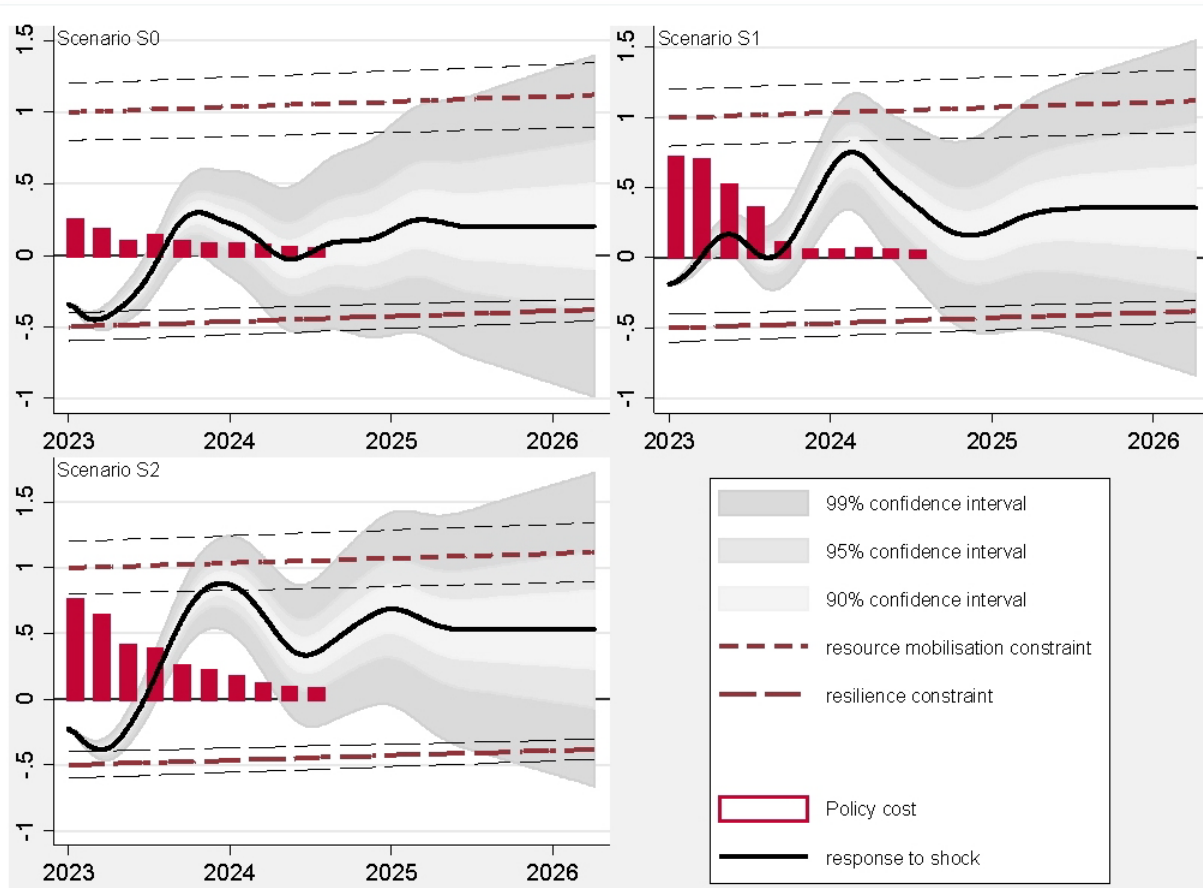 Scenario S0
1.5
1
.5
0
-.5
-1
2023 2024 2025 2026
Scenario S1
1.5
1
.5
0
-.5
-1
2023 2024 2025 2026
Scenario S2
1.5
1
.5
0
-.5
-1
2023 2024 2025 2026
99% confidence interval
95% confidence interval
90% confidence interval
resource mobilisation constraint
resilience constraint
Policy cost
response to shock